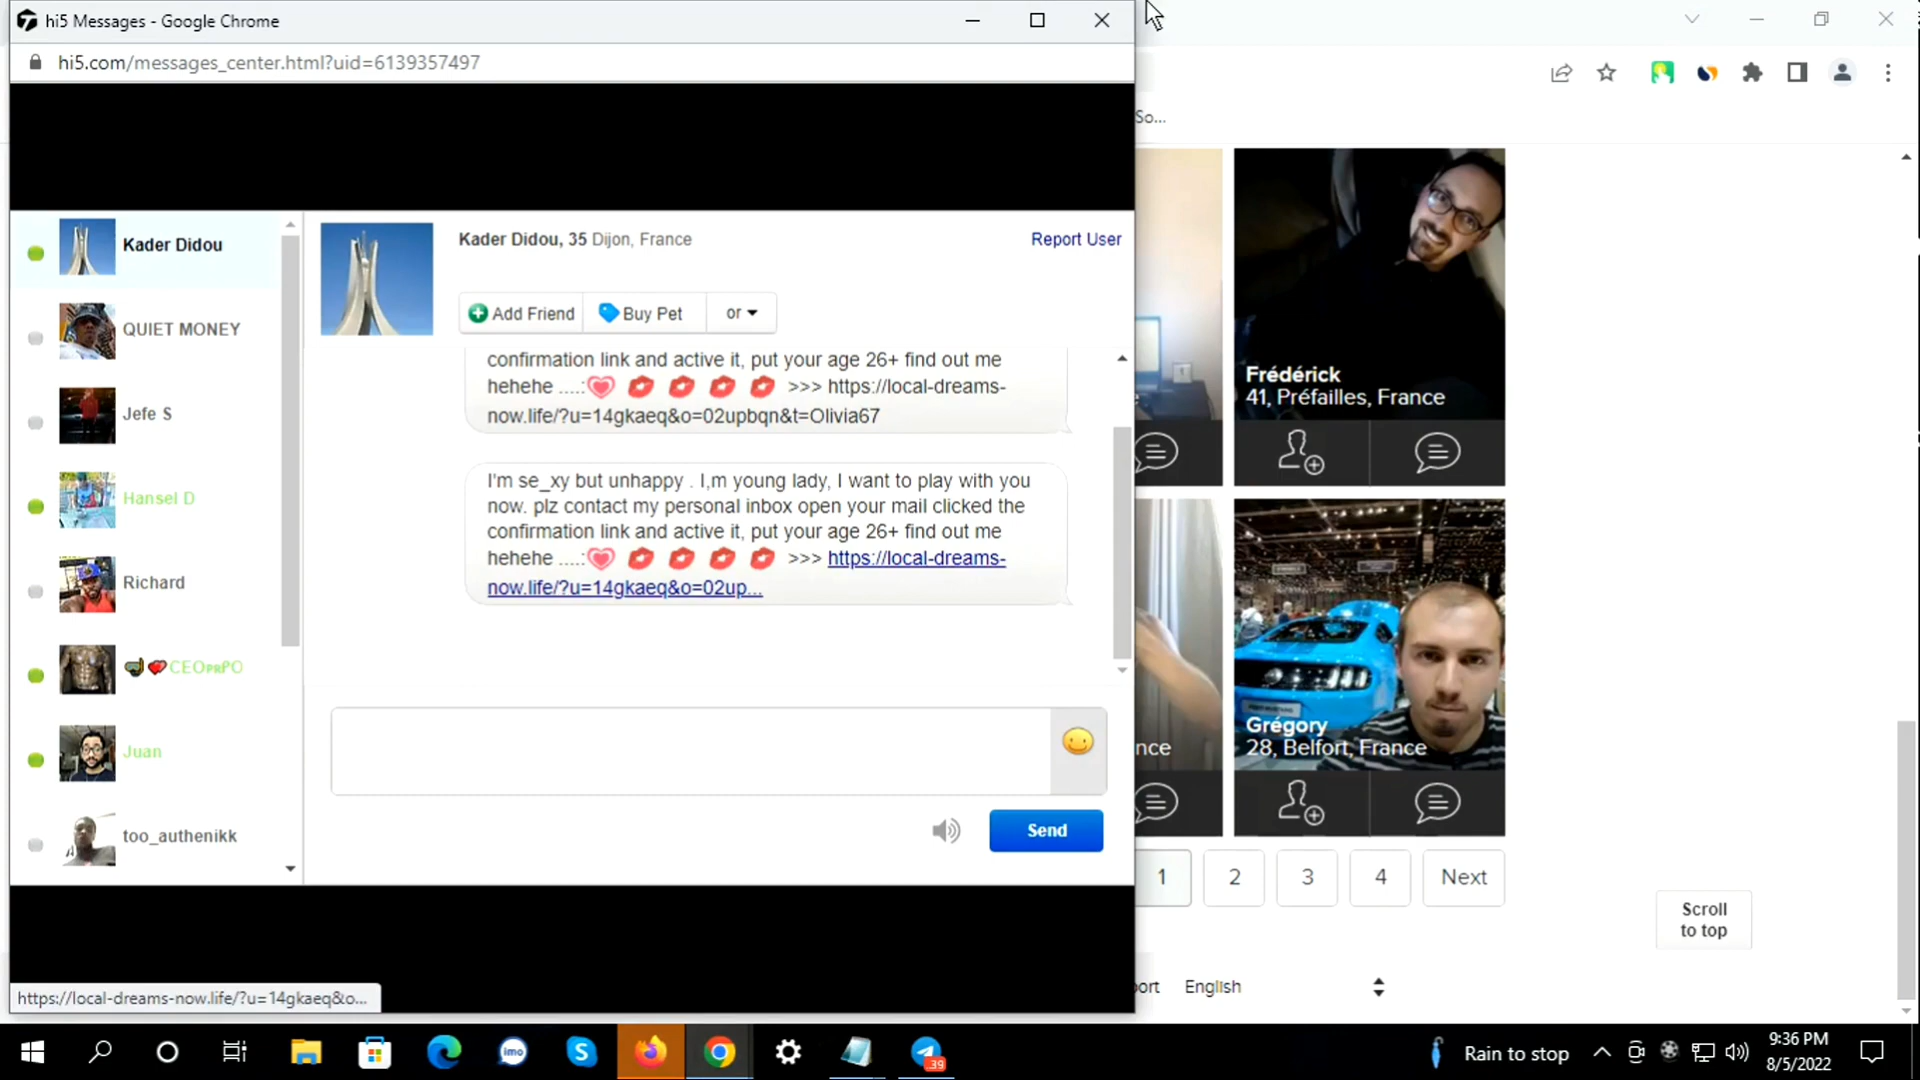 hi5 Messages - Google Chrome
hi5.com/messages_center.html?uid=6139357497
So...
Kader Didou
QUIET MONEY
Jefe S
Hansel D
Richard
CEOᴘʀPO
Juan
too_authenikk
Kader Didou, 35 Dijon, France
Report User
Add Friend
Buy Pet
or
confirmation link and active it, put your age 26+ find out me
hehehe ....: >>> https://local-dreams-
now.life/?u=14gkaeq&o=02upbqn&t=Olivia67
I'm se_xy but unhappy . I,m young lady, I want to play with you
now. plz contact my personal inbox open your mail clicked the
confirmation link and active it, put your age 26+ find out me
hehehe ....: >>> https://local-dreams-
now.life/?u=14gkaeq&o=02up...
Send
https://local-dreams-now.life/?u=14gkaeq&o...
Frédérick
41, Préfailles, France
nce
Grégory
28, Belfort, France
1 2 3 4 Next
Scroll
to top
ort English
imo
39
Rain to stop
9:36 PM
8/5/2022